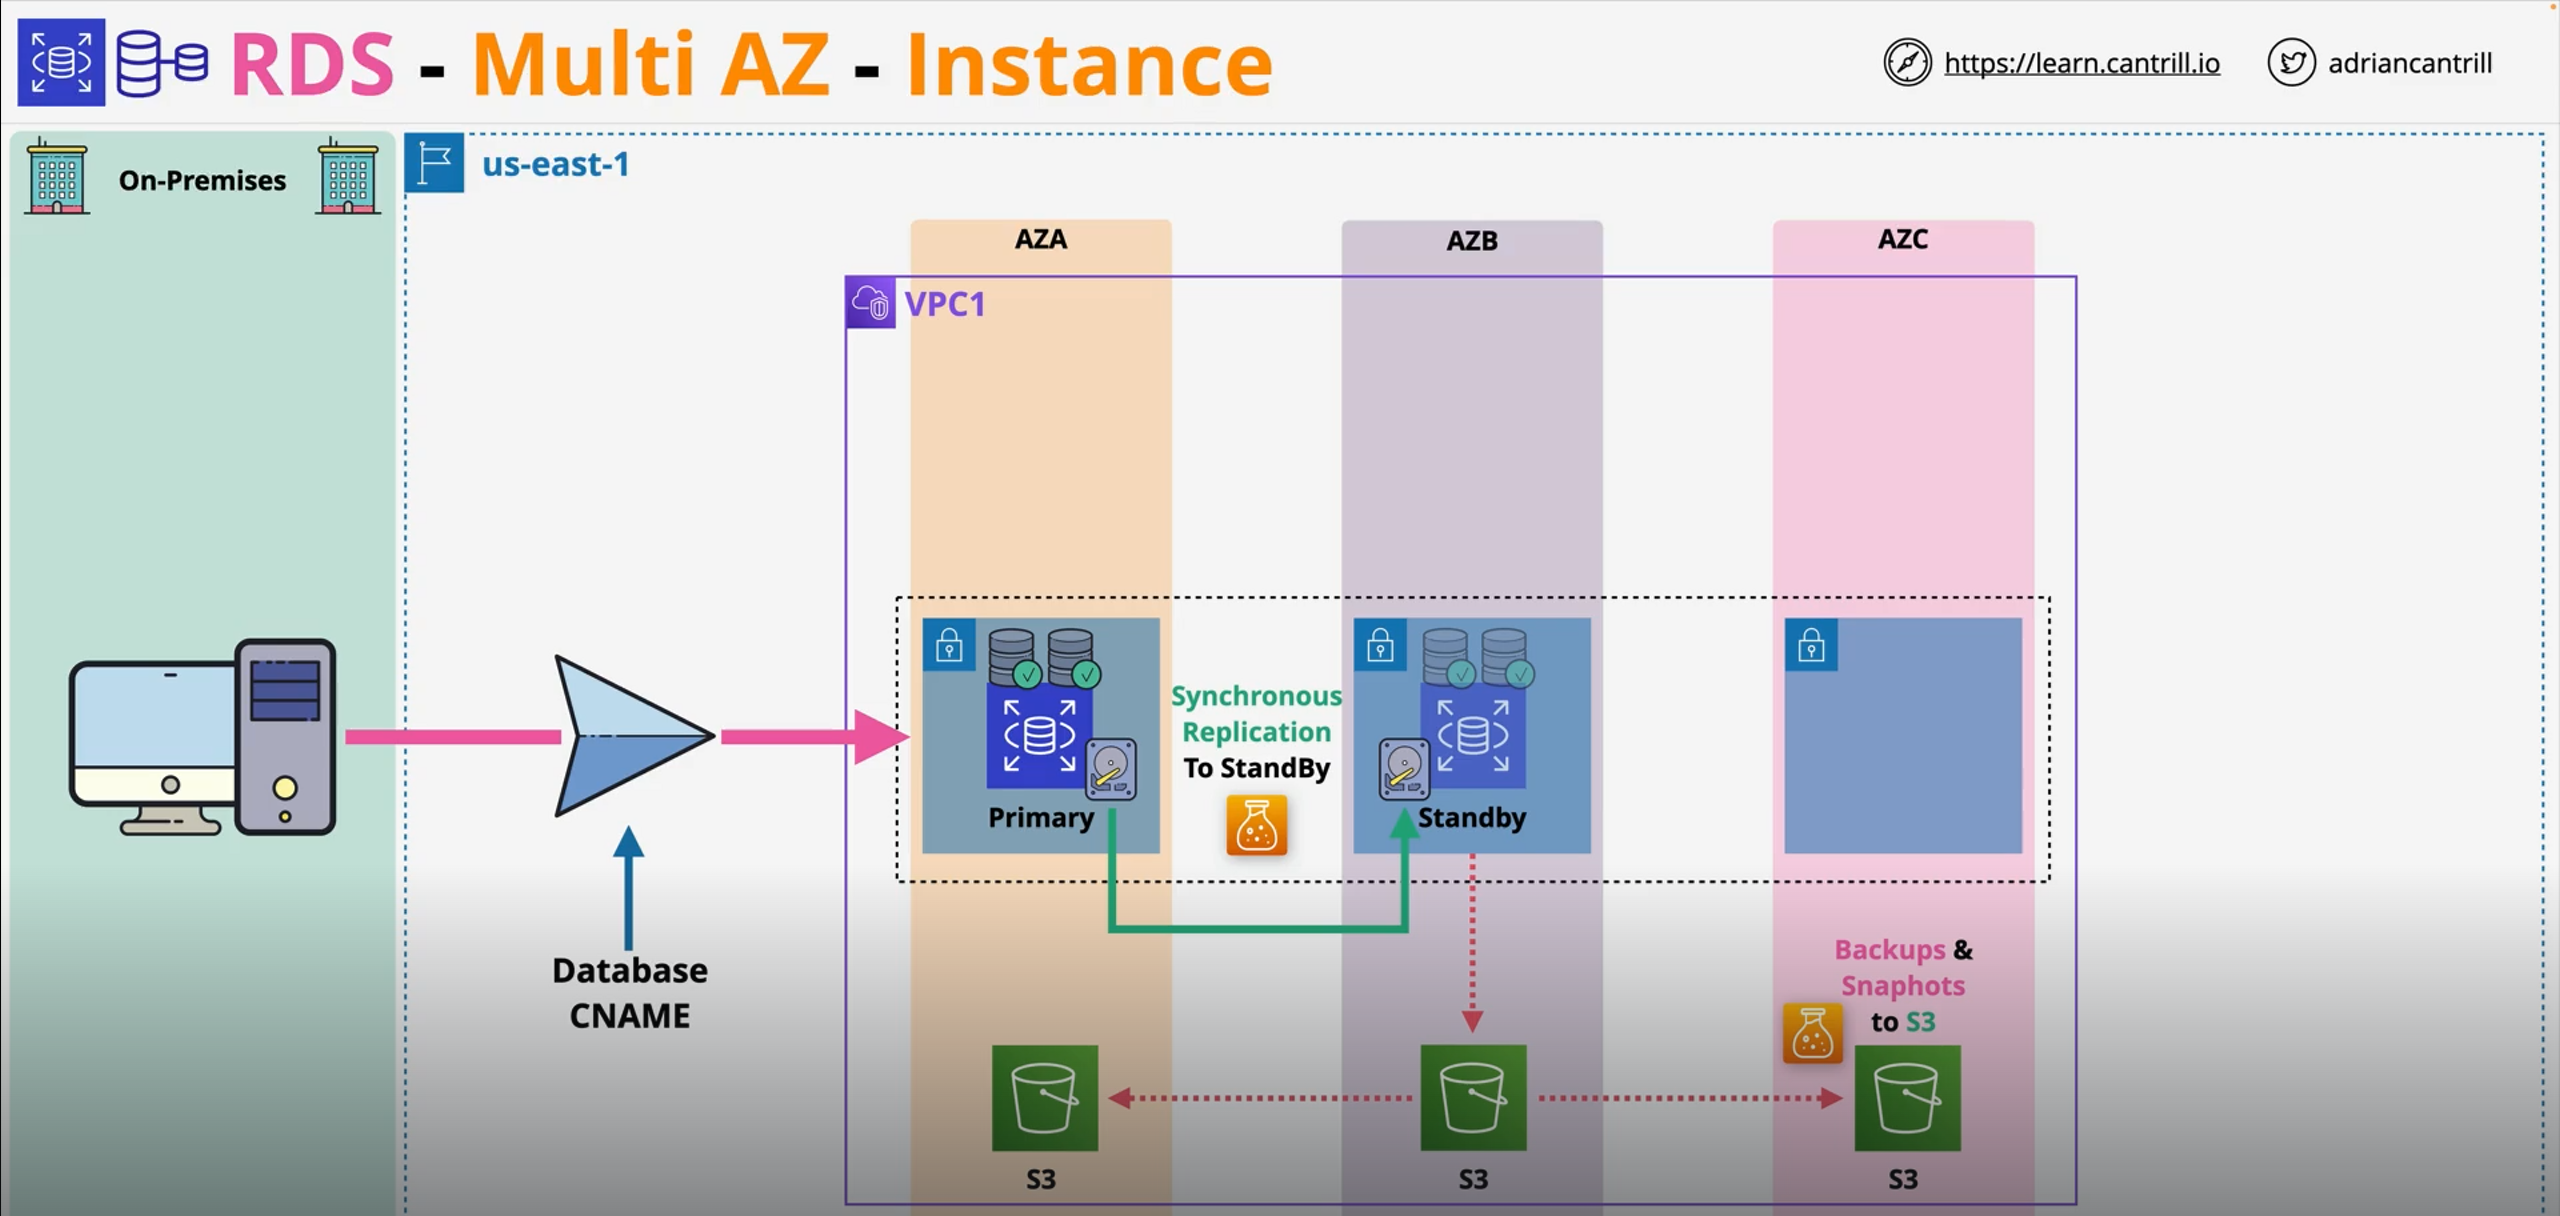 RDS - Multi AZ - Instance
https://learn.cantrill.io
adriancantrill
On-Premises
us-east-1
AZA
AZB
AZC
VPC1
Synchronous
Replication
To StandBy
Primary
Standby
Database
CNAME
Backups &
Snaphots
to S3
S3
S3
S3